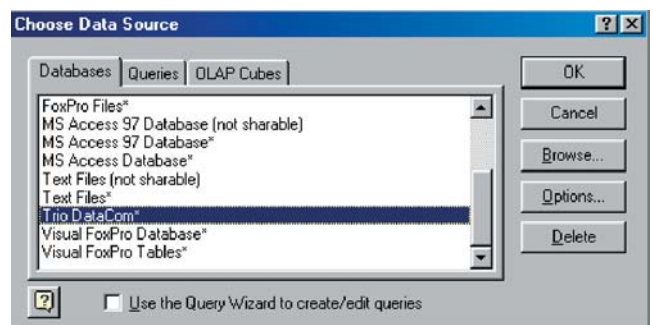 Choose Data Source
Databases Queries OLAP Cubes
FoxPro Files*
MS Access 97 Database (not sharable)
MS Access 97 Database*
MS Access Database*
Text Files (not sharable)
Text Files*
Trio DataCom*
Visual FoxPro Database*
Visual FoxPro Tables*
OK
Cancel
Browse...
Options...
Delete
Use the Query Wizard to create/edit queries